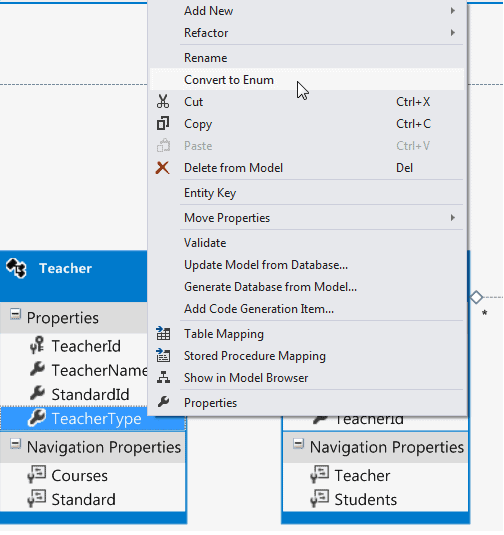 Add New
Refactor
Rename
Convert to Enum
Cut Ctrl+X
Copy Ctrl+C
Paste Ctrl+V
Delete from Model Del
Entity Key
Move Properties
Validate
Update Model from Database...
Generate Database from Model...
Add Code Generation Item...
Table Mapping
Stored Procedure Mapping
Show in Model Browser
Properties
Teacher
Properties
TeacherId
TeacherName
StandardId
TeacherType
Navigation Properties
Courses
Standard
*
TeacherId
Navigation Properties
Teacher
Students